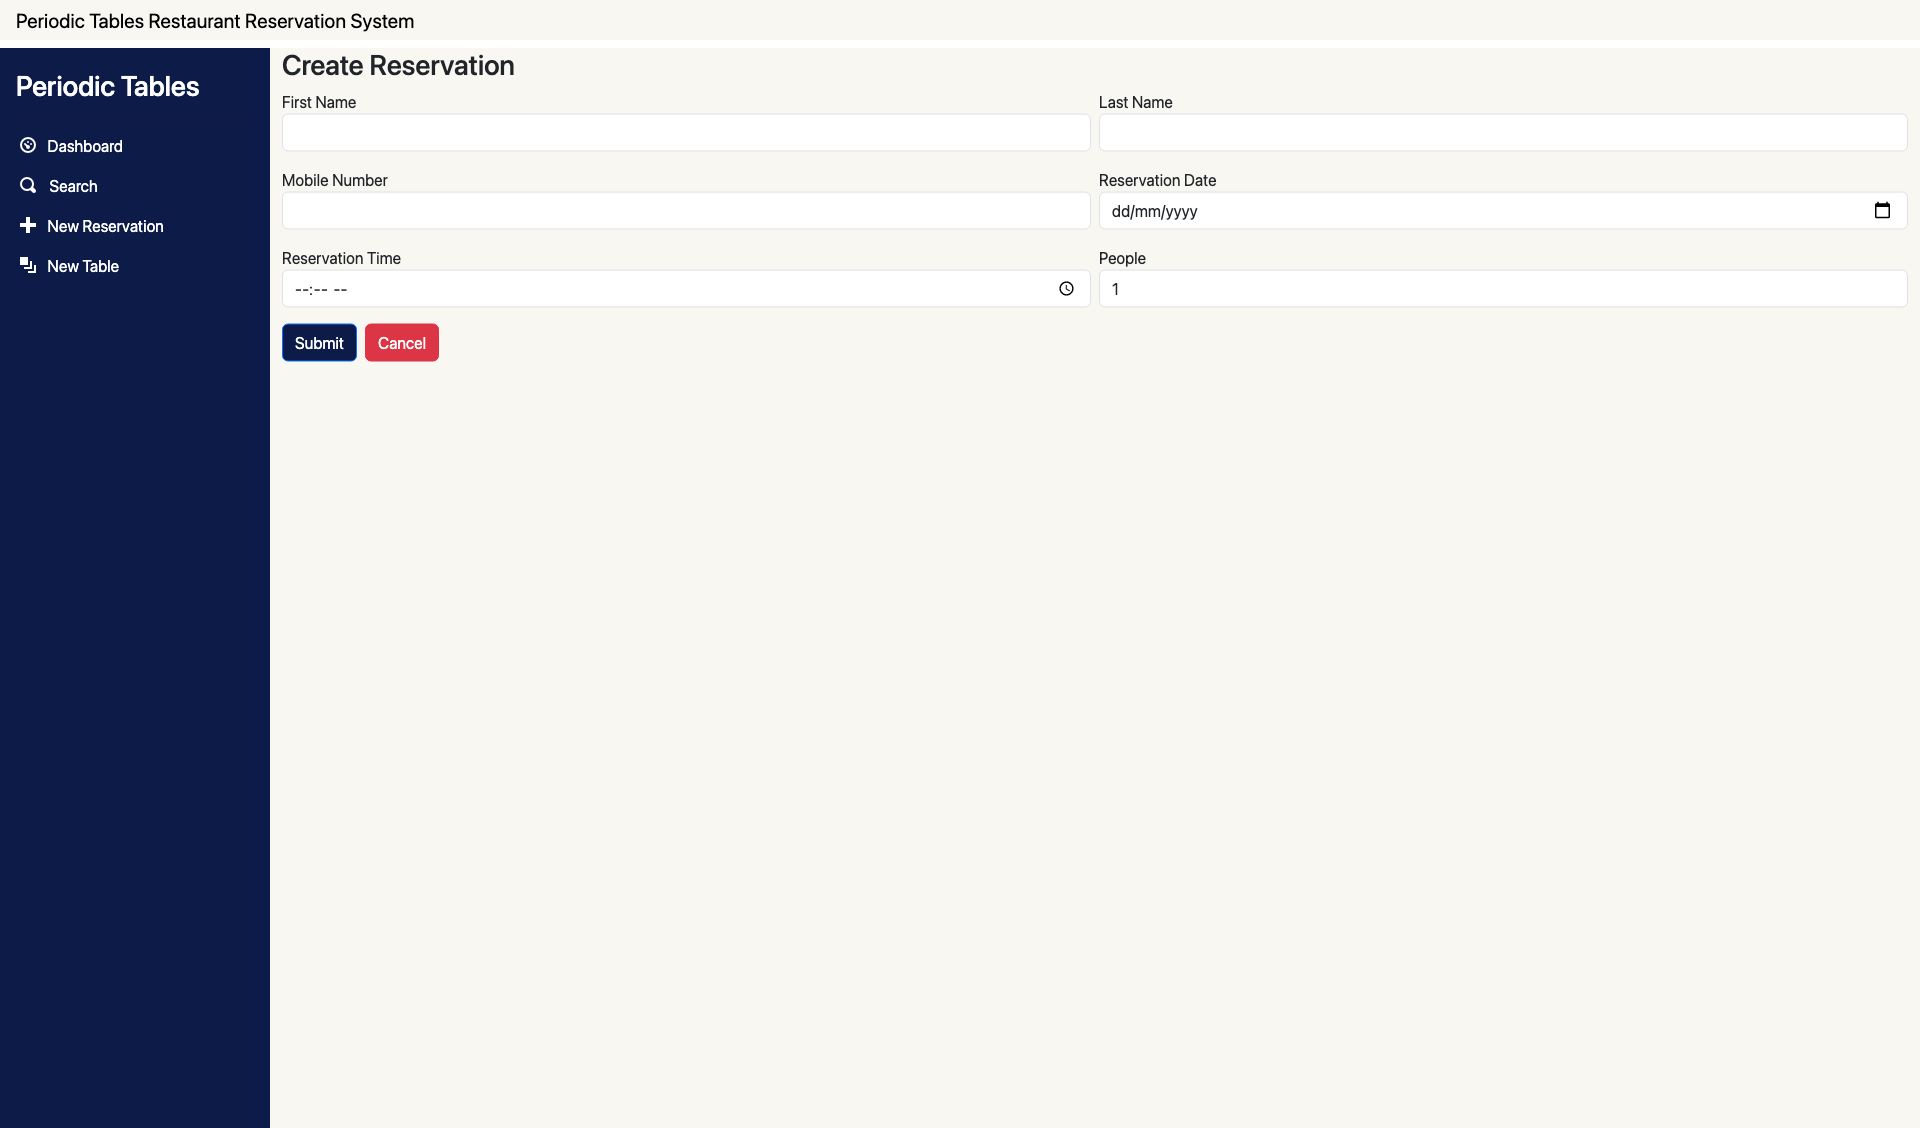 Periodic Tables Restaurant Reservation System
Periodic Tables
Dashboard
Search
New Reservation
New Table
Create Reservation
First Name
Last Name
Mobile Number
Reservation Date
dd/mm/yyyy
Reservation Time
--:-- --
People
1
Submit
Cancel